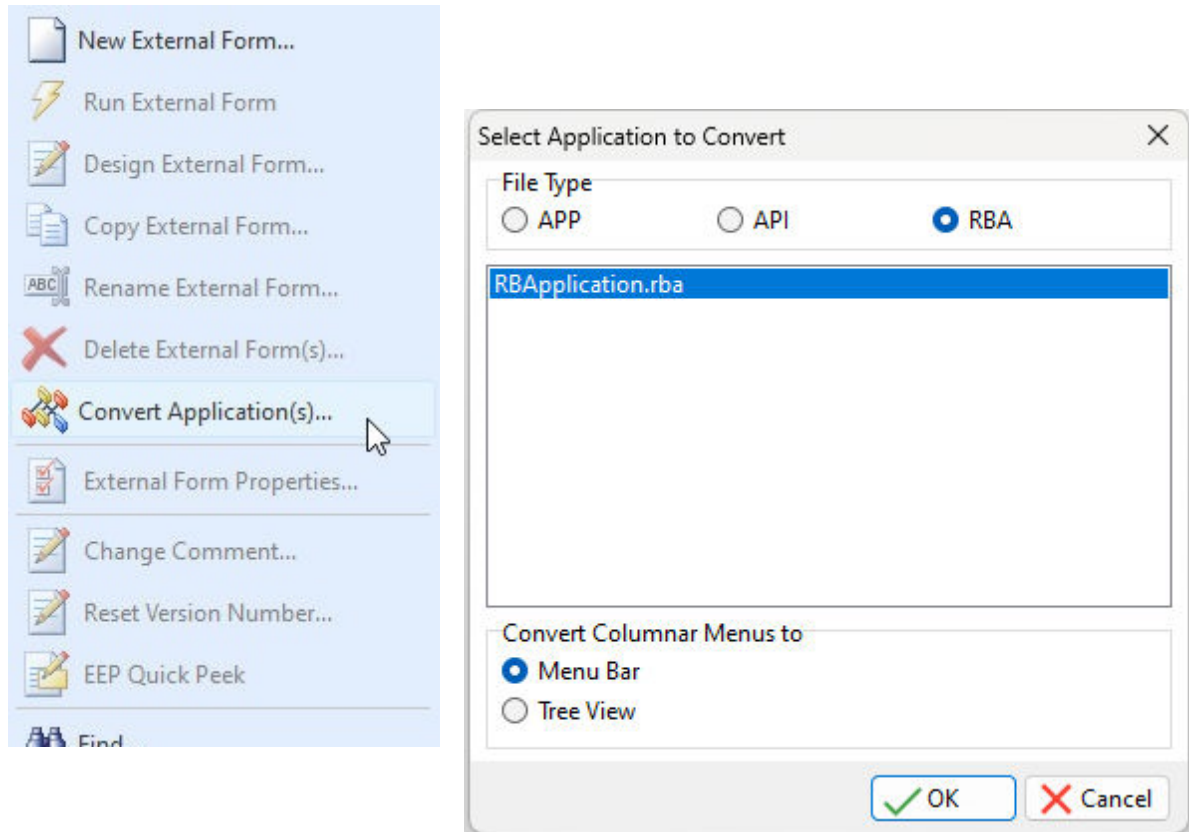 New External Form...
Run External Form
Design External Form...
Copy External Form...
ABC
Rename External Form...
Delete External Form(s)...
Convert Application(s)...
External Form Properties...
Change Comment...
Reset Version Number...
EEP Quick Peek
Find...
Select Application to Convert
File Type
APP API RBA
RBApplication.rba
Convert Columnar Menus to
Menu Bar
Tree View
OK Cancel